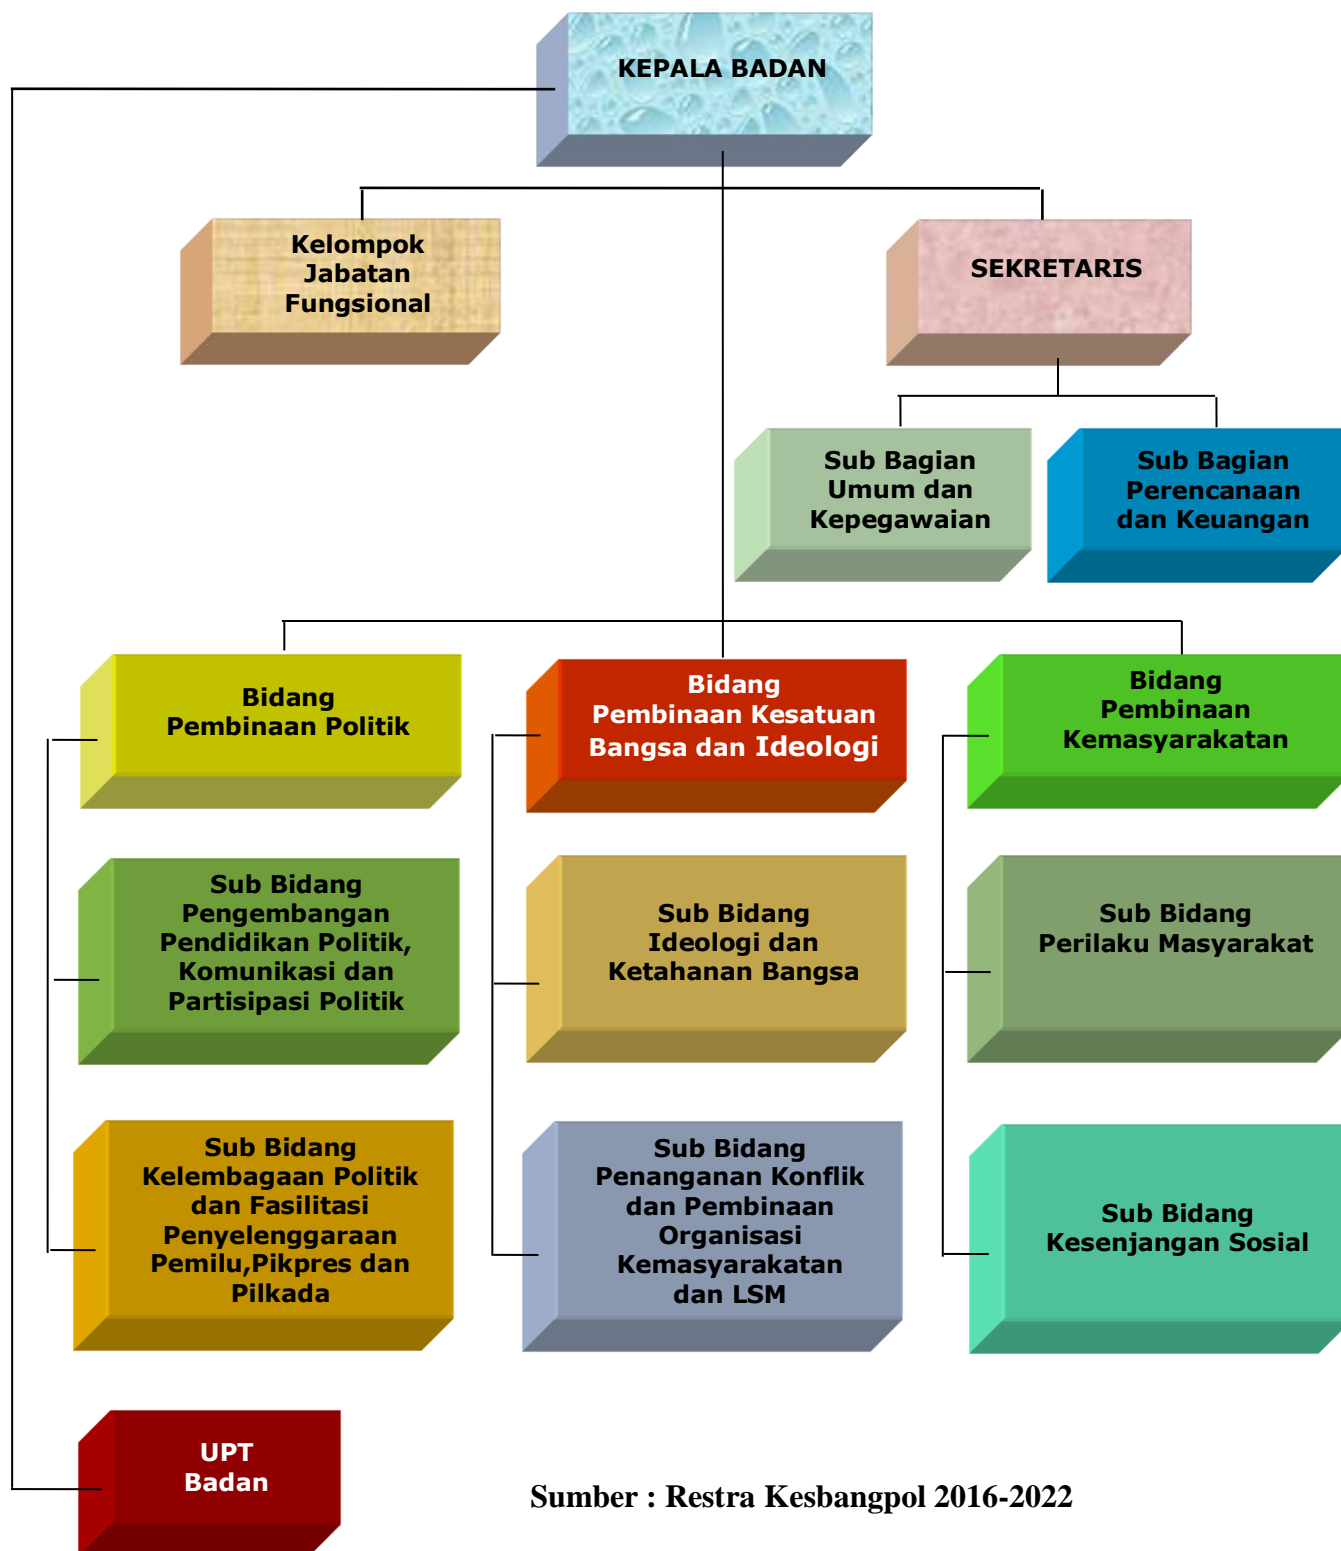 KEPALA BADAN
Kelompok
Jabatan
Fungsional
SEKRETARIS
Sub Bagian
Umum dan
Kepegawaian
Sub Bagian
Perencanaan
dan Keuangan
Bidang
Pembinaan Politik
Bidang
Pembinaan Kesatuan
Bangsa dan Ideologi
Bidang
Pembinaan
Kemasyarakatan
Sub Bidang
Pengembangan
Pendidikan Politik,
Komunikasi dan
Partisipasi Politik
Sub Bidang
Ideologi dan
Ketahanan Bangsa
Sub Bidang
Perilaku Masyarakat
Sub Bidang
Kelembagaan Politik
dan Fasilitasi
Penyelenggaraan
Pemilu,Pikpres dan
Pilkada
Sub Bidang
Penanganan Konflik
dan Pembinaan
Organisasi
Kemasyarakatan
dan LSM
Sub Bidang
Kesenjangan Sosial
UPT
Badan
Sumber : Restra Kesbangpol 2016-2022